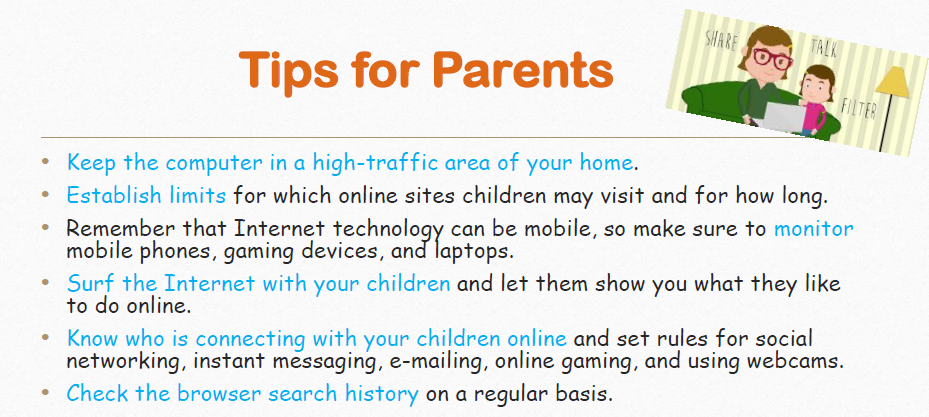 SHARE
TALK
FILTER
Tips for Parents
• Keep the computer in a high-traffic area of your home.
• Establish limits for which online sites children may visit and for how long.
• Remember that Internet technology can be mobile, so make sure to monitor
mobile phones, gaming devices, and laptops.
• Surf the Internet with your children and let them show you what they like
to do online.
• Know who is connecting with your children online and set rules for social
networking, instant messaging, e-mailing, online gaming, and using webcams.
• Check the browser search history on a regular basis.